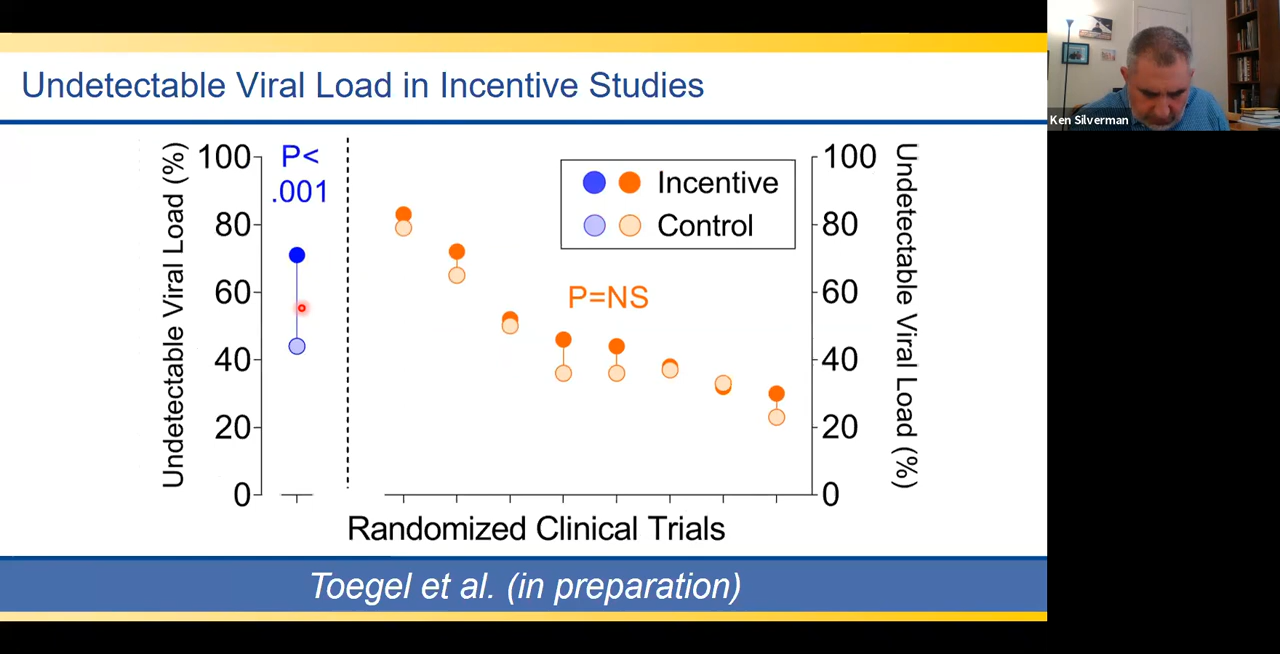 Undetectable Viral Load in Incentive Studies
Ken Silverman
Undetectable Viral Load (%)
100
80
60
40
20
0
P<
.001
Incentive
Control
P=NS
100
80
60
40
20
0
Undetectable Viral Load (%)
Randomized Clinical Trials
Toegel et al. (in preparation)